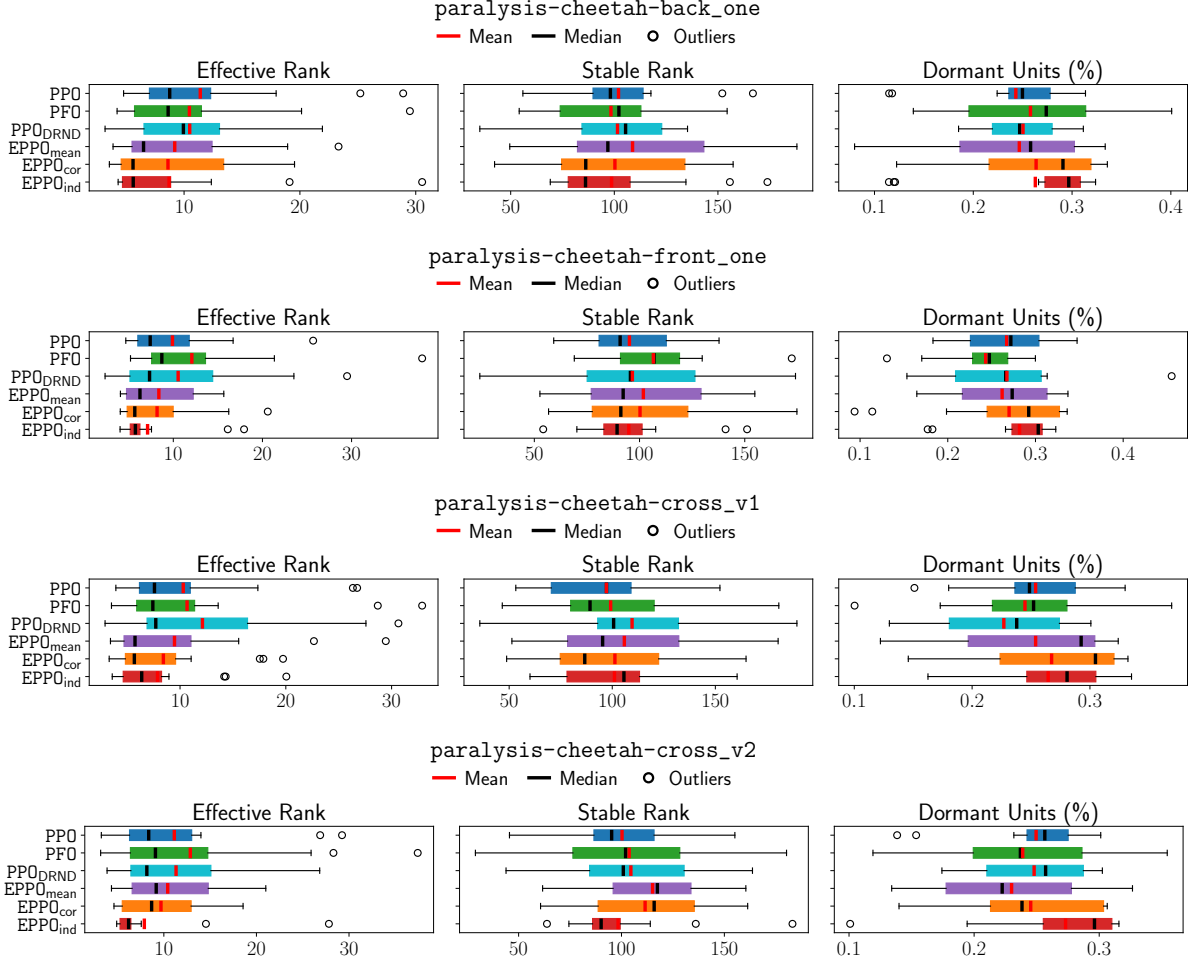 paralysis-cheetah-back_one
Mean Median Outliers
Effective Rank Stable Rank Dormant Units (%)
PPO
PFO
PPO_DRND
EPPO_mean
EPPO_cor
EPPO_ind
10 20 30 50 100 150 0.1 0.2 0.3 0.4
paralysis-cheetah-front_one
Mean Median Outliers
Effective Rank Stable Rank Dormant Units (%)
PPO
PFO
PPO_DRND
EPPO_mean
EPPO_cor
EPPO_ind
10 20 30 50 100 150 0.1 0.2 0.3 0.4
paralysis-cheetah-cross_v1
Mean Median Outliers
Effective Rank Stable Rank Dormant Units (%)
PPO
PFO
PPO_DRND
EPPO_mean
EPPO_cor
EPPO_ind
10 20 30 50 100 150 0.1 0.2 0.3
paralysis-cheetah-cross_v2
Mean Median Outliers
Effective Rank Stable Rank Dormant Units (%)
PPO
PFO
PPO_DRND
EPPO_mean
EPPO_cor
EPPO_ind
10 20 30 50 100 150 0.1 0.2 0.3